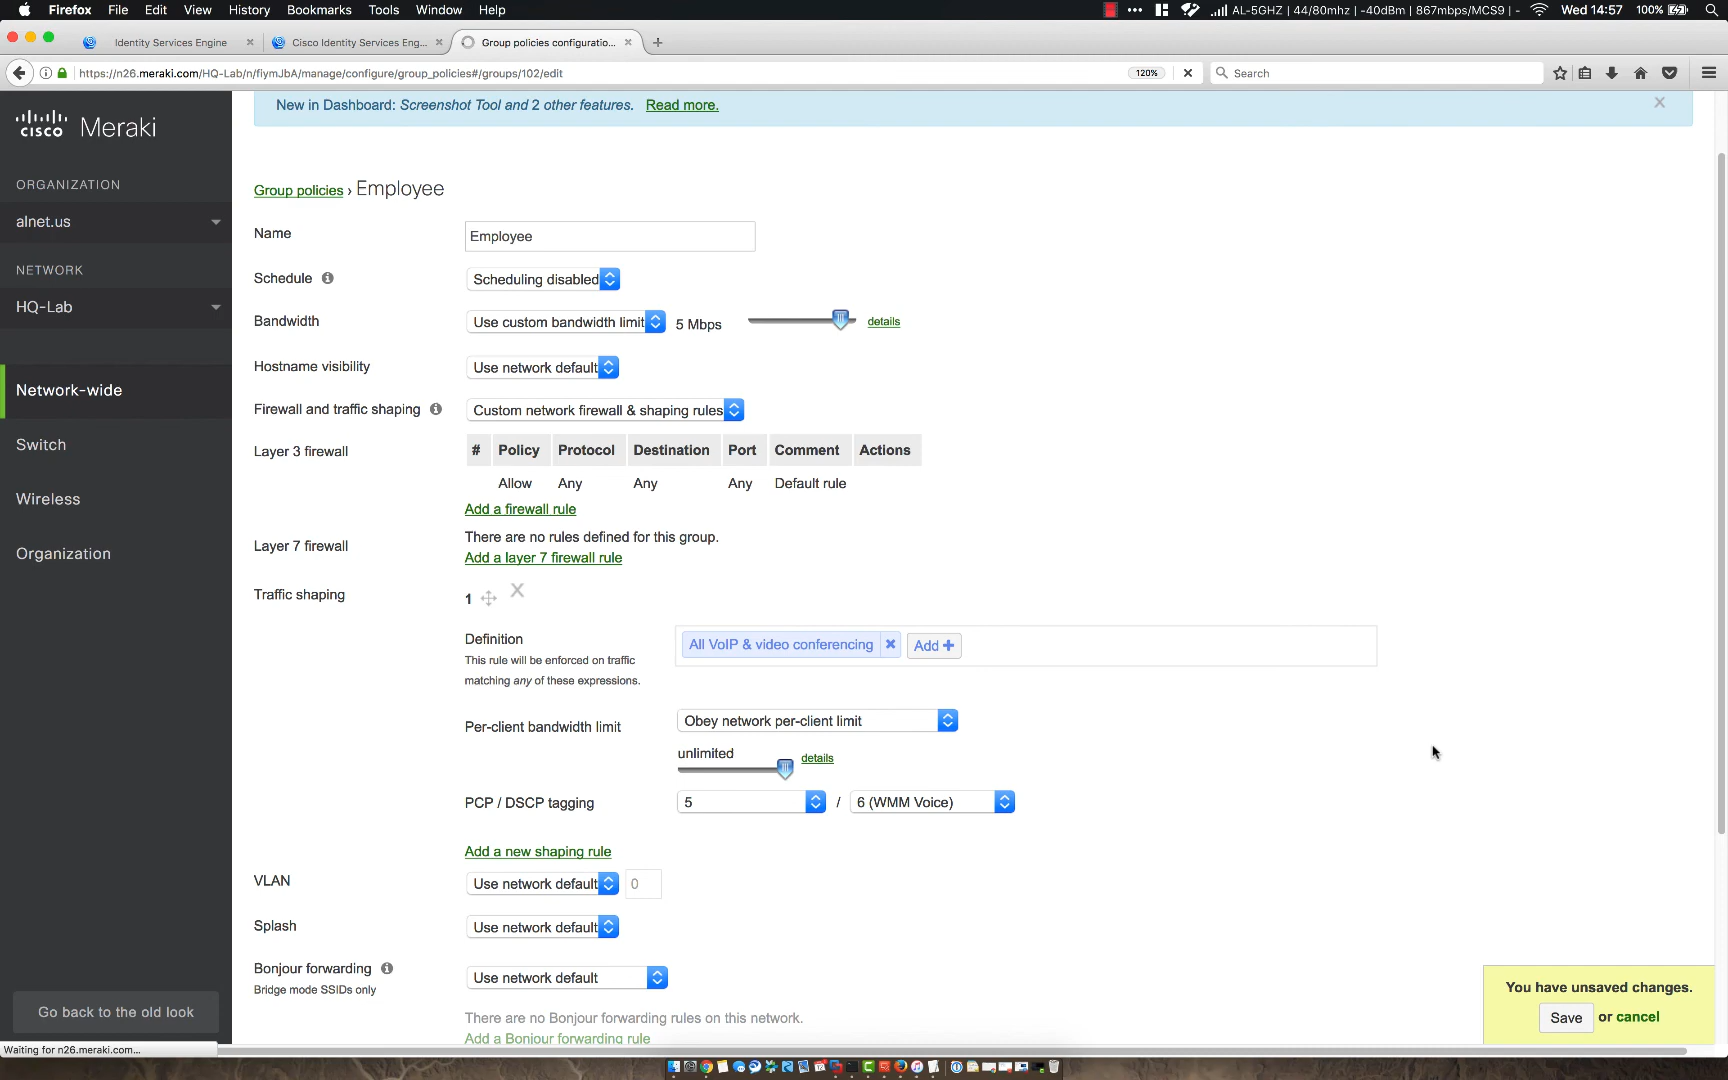 Firefox File Edit View History Bookmarks Tools Window Help AL-5GHZ | 44/80mhz | -40dBm | 867mbps/MCS9 | - Wed 14:57 100%
Identity Services Engine × Cisco Identity Services Eng... × Group policies configuratio... × +
https://n26.meraki.com/HQ-Lab/n/fiymJbA/manage/configure/group_policies#/groups/102/edit 120% Search
New in Dashboard: Screenshot Tool and 2 other features. Read more. ×
cisco Meraki
ORGANIZATION
alnet.us
NETWORK
HQ-Lab
Network-wide
Switch
Wireless
Organization
Go back to the old look
Waiting for n26.meraki.com...
Group policies › Employee
Name Employee
Schedule Scheduling disabled
Bandwidth Use custom bandwidth limit 5 Mbps details
Hostname visibility Use network default
Firewall and traffic shaping Custom network firewall & shaping rules
Layer 3 firewall # Policy Protocol Destination Port Comment Actions
Allow Any Any Any Default rule
Add a firewall rule
Layer 7 firewall There are no rules defined for this group.
Add a layer 7 firewall rule
Traffic shaping 1 X
Definition All VoIP & video conferencing × Add +
This rule will be enforced on traffic
matching any of these expressions.
Per-client bandwidth limit Obey network per-client limit
unlimited details
PCP / DSCP tagging 5 / 6 (WMM Voice)
Add a new shaping rule
VLAN Use network default 0
Splash Use network default
Bonjour forwarding Use network default
Bridge mode SSIDs only
There are no Bonjour forwarding rules on this network.
Add a Bonjour forwarding rule
You have unsaved changes.
Save or cancel